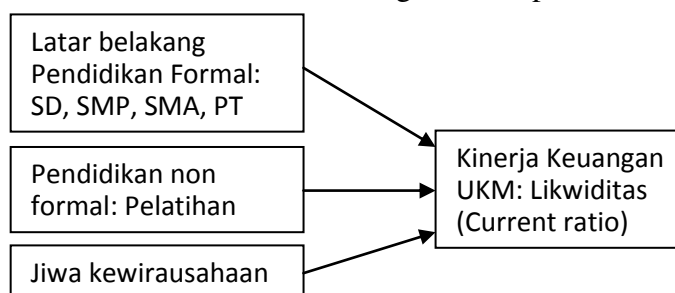 Latar belakang
Pendidikan Formal:
SD, SMP, SMA, PT
Pendidikan non
formal: Pelatihan
Jiwa kewirausahaan
Kinerja Keuangan
UKM: Likwiditas
(Current ratio)